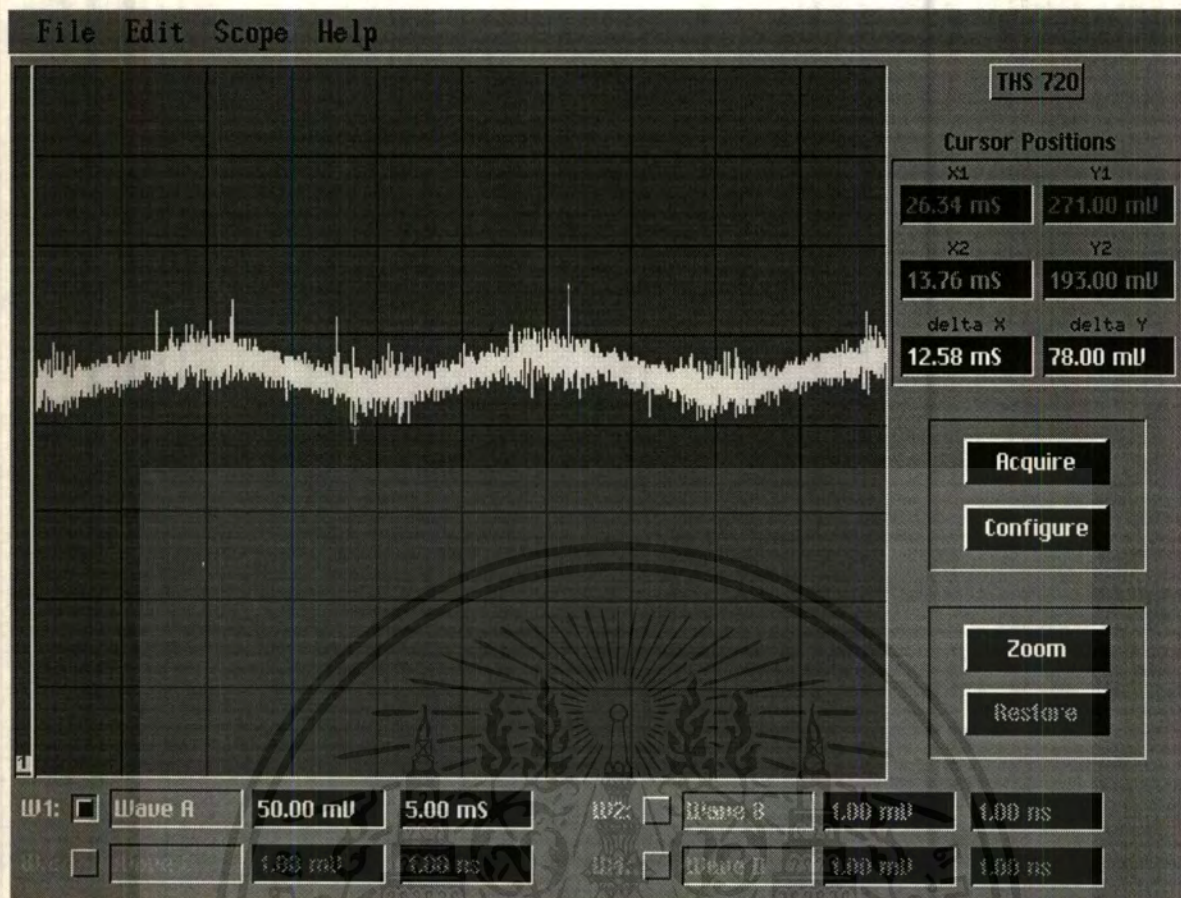 File Edit Scope Help
THS 720
Cursor Positions
X1 Y1
26.34 mS 271.00 mV
X2 Y2
13.76 mS 193.00 mV
delta X delta Y
12.58 mS 78.00 mV
Acquire
Configure
Zoom
Restore
1
W1: Wave A 50.00 mV 5.00 mS W2: Wave B 1.00 mV 1.00 ns
1.00 mV 1.00 ns Wave D 1.00 mV 1.00 ns